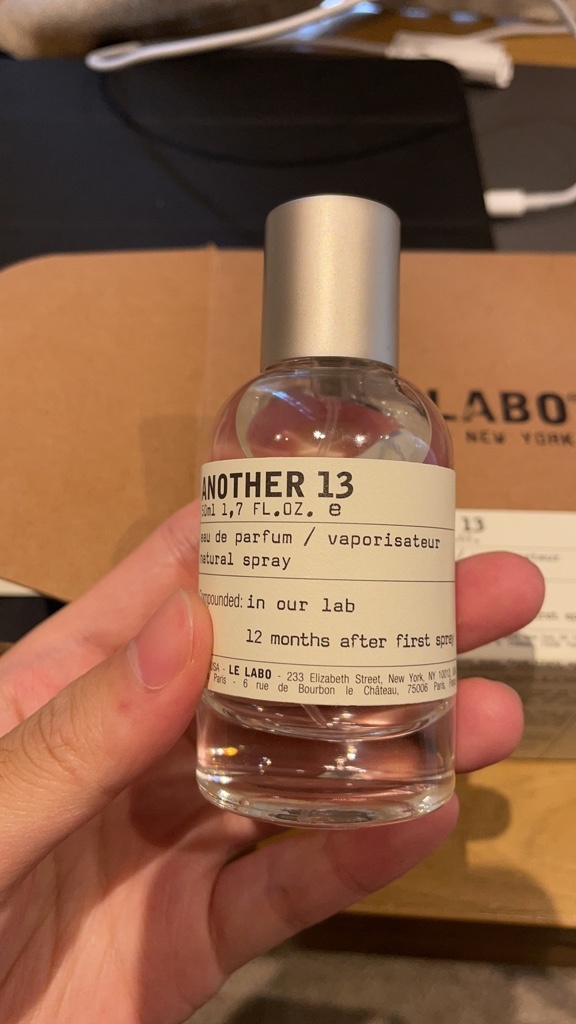 LABO
NEW YORK
ANOTHER 13
50ml 1,7 FL.OZ. e
eau de parfum / vaporisateur
natural spray
Compounded: in our lab
12 months after first spray
USA - LE LABO - 233 Elizabeth Street, New York, NY 10012,
Paris - 6 rue de Bourbon le Château, 75006 Paris,
13